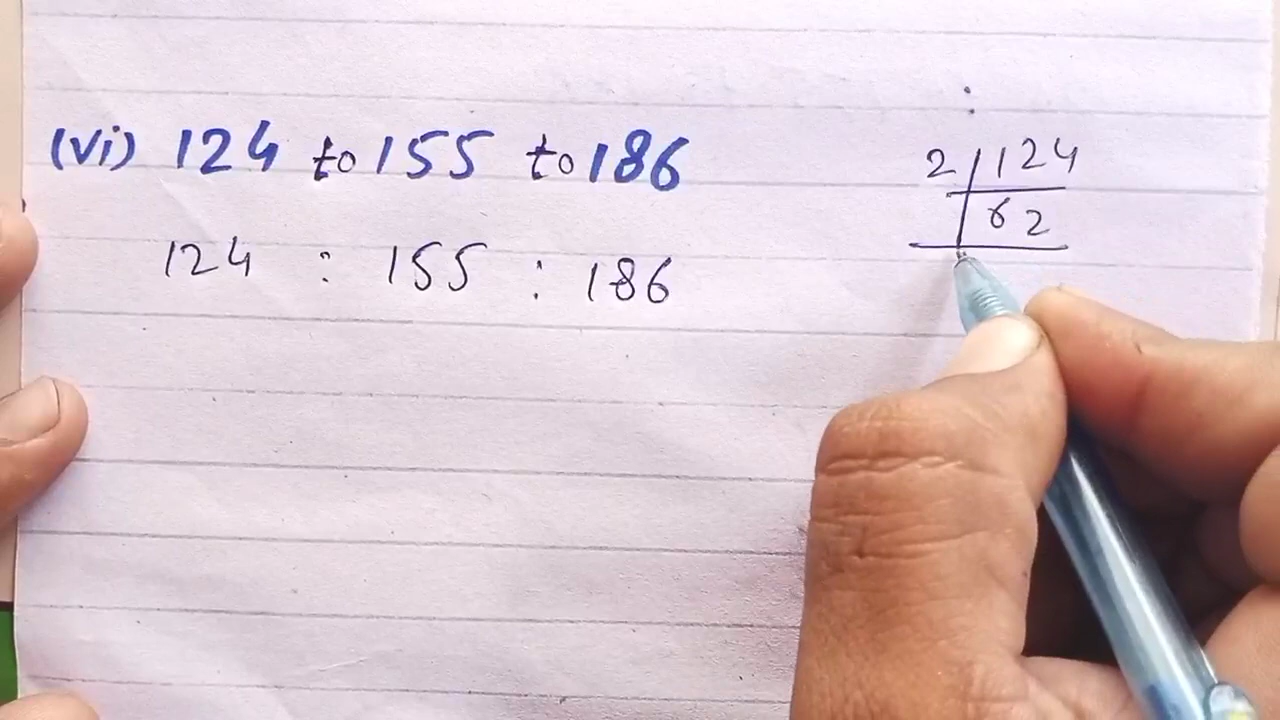 (vi) 124 to 155 to 186
124 : 155 : 186
:
2 124
62